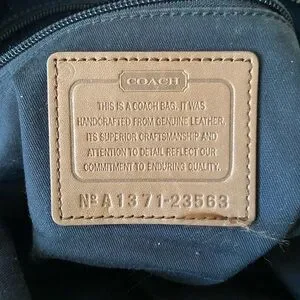 COACH
THIS IS A COACH BAG. IT WAS
HANDCRAFTED FROM GENUINE LEATHER.
ITS SUPERIOR CRAFTSMANSHIP AND
ATTENTION TO DETAIL REFLECT OUR
COMMITMENT TO ENDURING QUALITY.
Nº A1371-23563